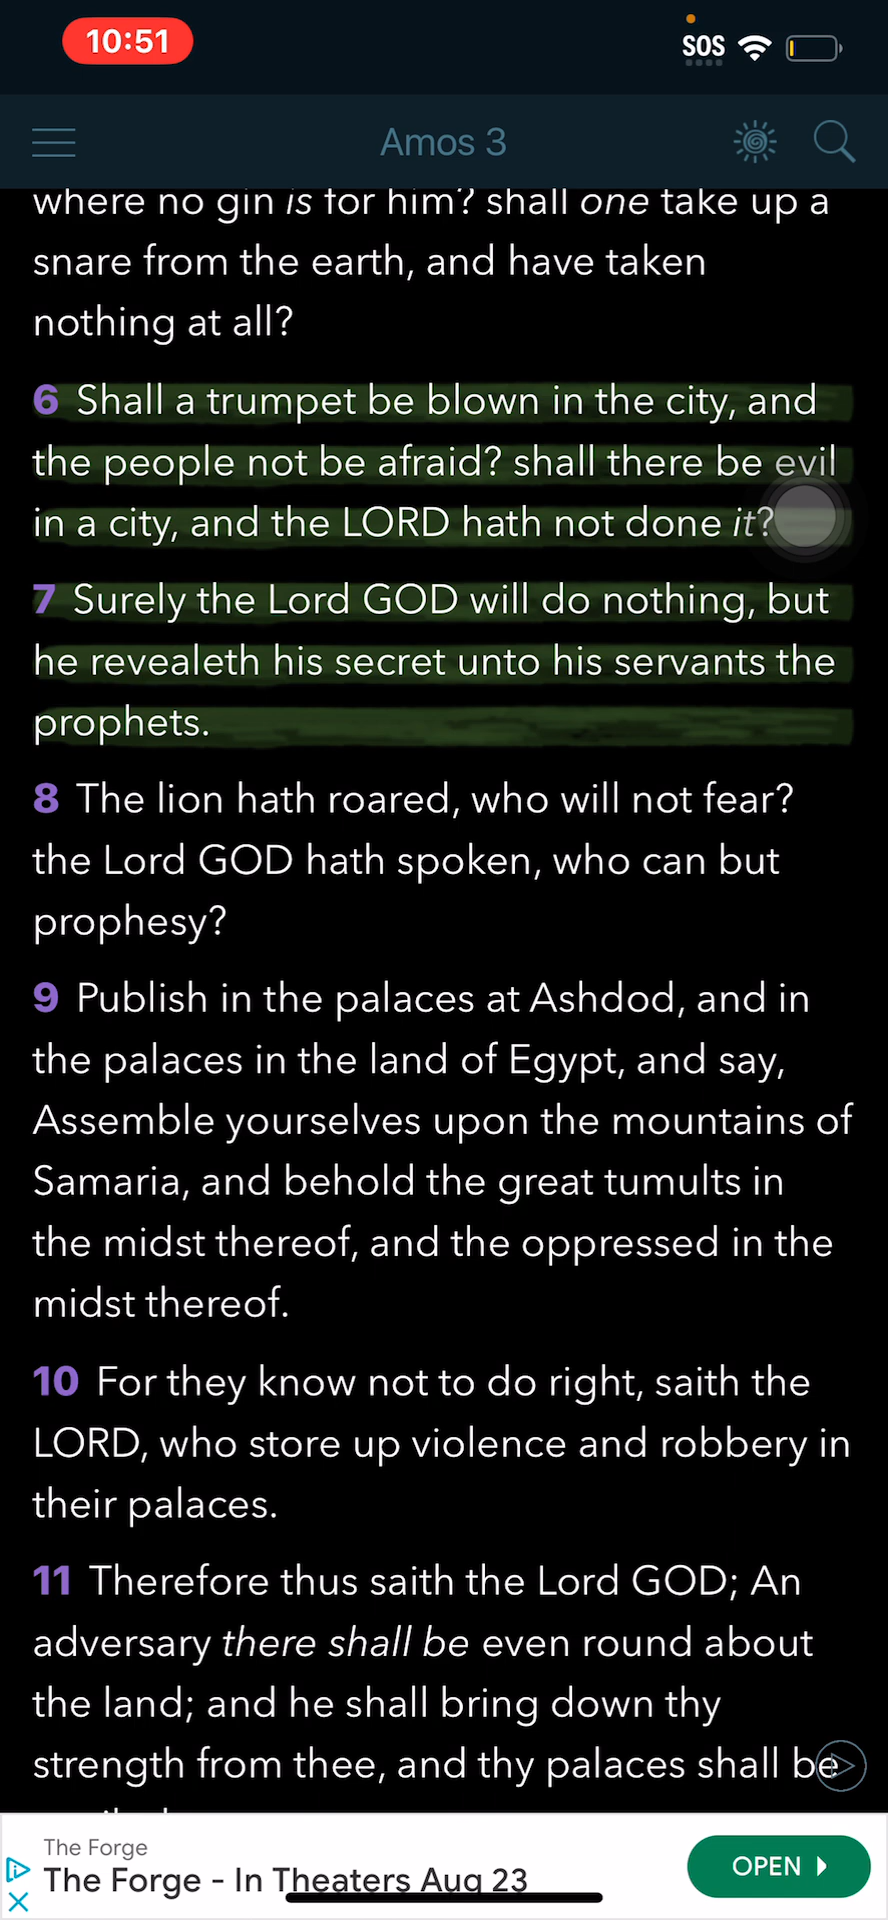 10:51
SOS
Amos 3
where no gin is for him? shall one take up a
snare from the earth, and have taken
nothing at all?
6 Shall a trumpet be blown in the city, and
the people not be afraid? shall there be evil
in a city, and the LORD hath not done it?
7 Surely the Lord GOD will do nothing, but
he revealeth his secret unto his servants the
prophets.
8 The lion hath roared, who will not fear?
the Lord GOD hath spoken, who can but
prophesy?
9 Publish in the palaces at Ashdod, and in
the palaces in the land of Egypt, and say,
Assemble yourselves upon the mountains of
Samaria, and behold the great tumults in
the midst thereof, and the oppressed in the
midst thereof.
10 For they know not to do right, saith the
LORD, who store up violence and robbery in
their palaces.
11 Therefore thus saith the Lord GOD; An
adversary there shall be even round about
the land; and he shall bring down thy
strength from thee, and thy palaces shall be
The Forge
The Forge - In Theaters Aug 23
OPEN